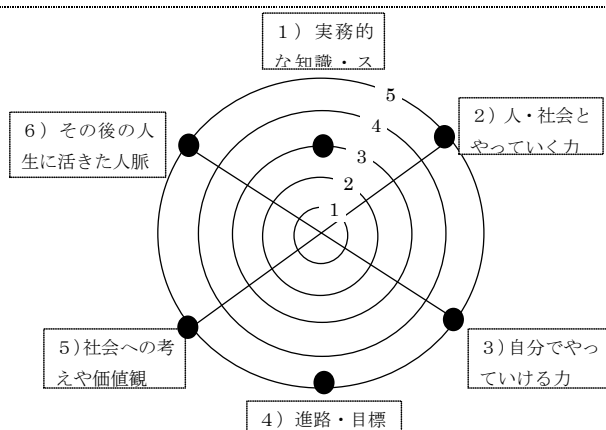 1）実務的
な知識・ス
5
2）人・社会と
やっていく力
4
6）その後の人
生に活きた人脈
3
2
1
5)社会への考
えや価値観
3)自分でやっ
ていける力
4）進路・目標